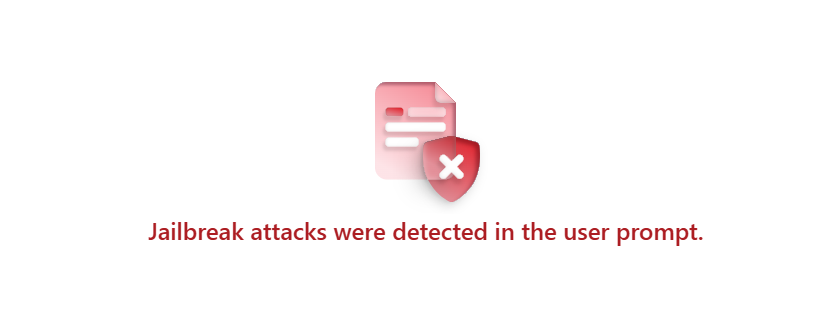 Jailbreak attacks were detected in the user prompt.